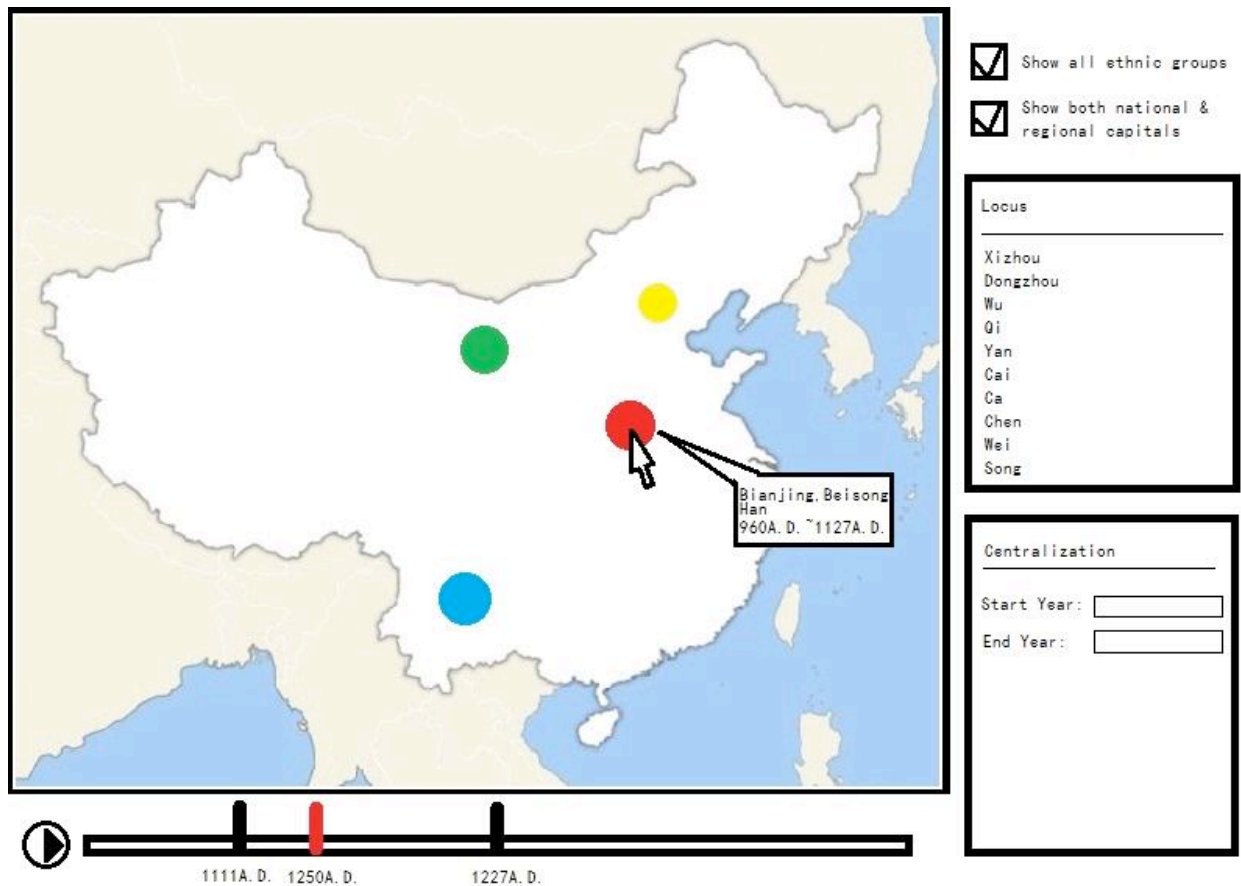 Show all ethnic groups
Show both national &
regional capitals
Locus
Xizhou
Dongzhou
Wu
Qi
Yan
Cai
Ca
Chen
Wei
Song
Bianjing,Beisong
Han
960A.D.~1127A.D.
Centralization
Start Year:
End Year:
1111A.D.
1250A.D.
1227A.D.